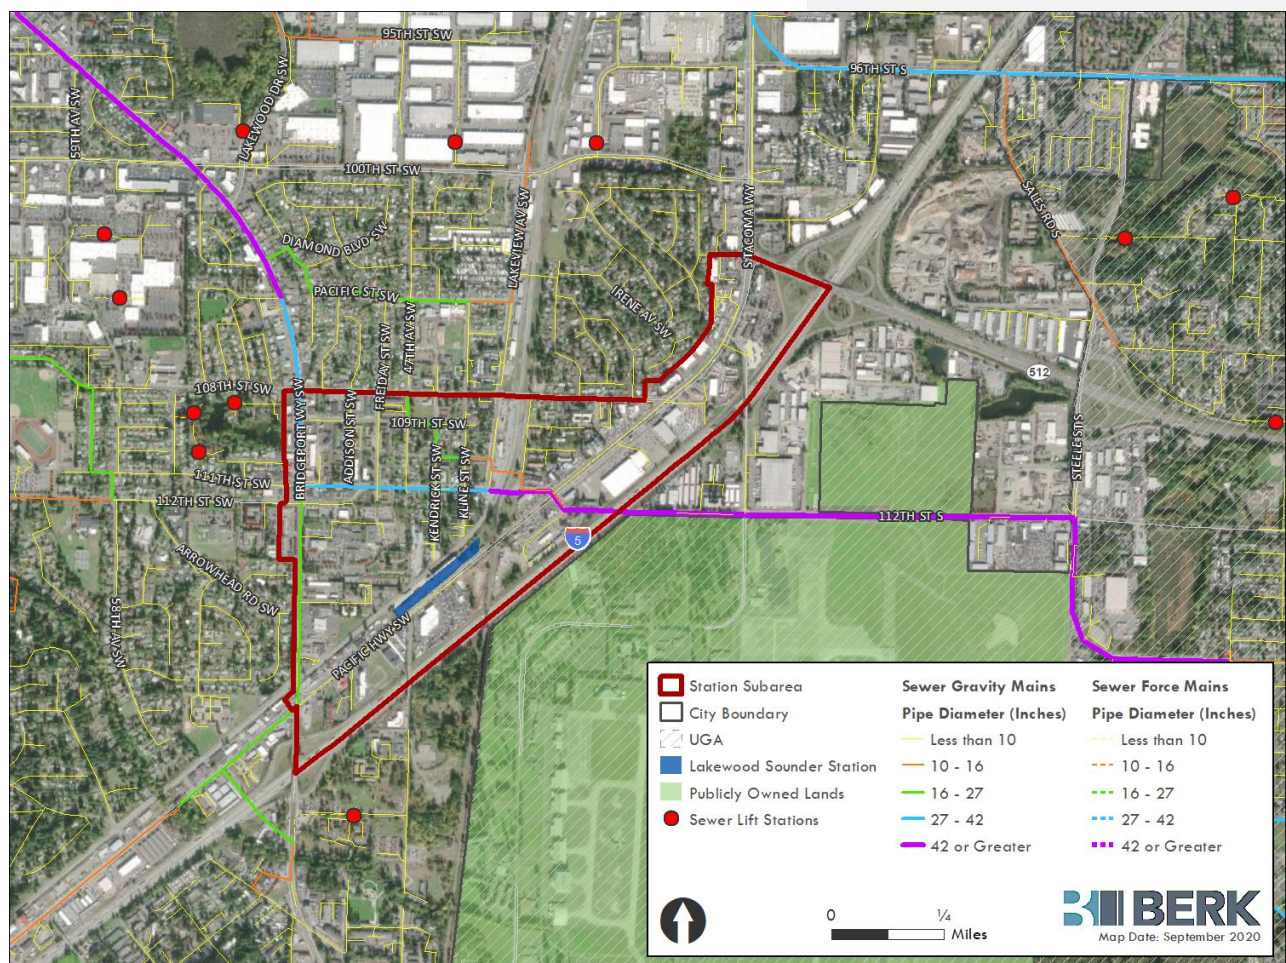 95TH ST SW
96TH ST S
59TH AV SW
LAKEWOOD DR SW
100TH ST SW
S TACOMA WY
SALES RD S
LAKEVIEW AV SW
DIAMOND BLVD SW
PACIFIC ST SW
IRENE AV SW
FREIDAY ST SW
47TH AV SW
512
108TH ST SW
BRIDGEPORT WY SW
ADDISON ST SW
109TH ST SW
STEELE ST S
111TH ST SW
112TH ST SW
KENDRICK ST SW
KLINE ST SW
112TH ST S
5
ARROWHEAD RD SW
58TH AV SW
PACIFIC HWY SW
Station Subarea
City Boundary
UGA
Lakewood Sounder Station
Publicly Owned Lands
Sewer Lift Stations
Sewer Gravity Mains
Pipe Diameter (Inches)
Less than 10
10 - 16
16 - 27
27 - 42
42 or Greater
Sewer Force Mains
Pipe Diameter (Inches)
Less than 10
10 - 16
16 - 27
27 - 42
42 or Greater
0 ¼
Miles
BERK
Map Date: September 2020